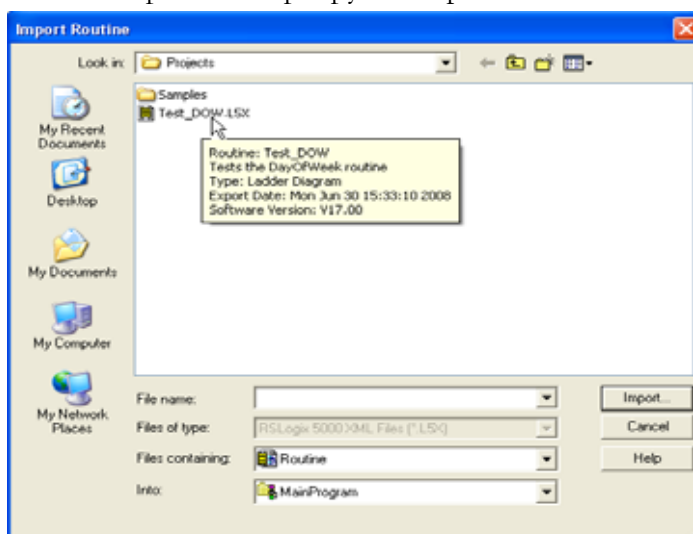 Import Routine
Look in: Projects
Samples
Test_DOW.L5X
Routine: Test_DOW
Tests the DayOfWeek routine
Type: Ladder Diagram
Export Date: Mon Jun 30 15:33:10 2008
Software Version: V17.00
My Recent
Documents
Desktop
My Documents
My Computer
My Network
Places
File name:
Import...
Files of type: RSLogix 5000 XML Files (*.L5X)
Cancel
Files containing: Routine
Help
Into: MainProgram